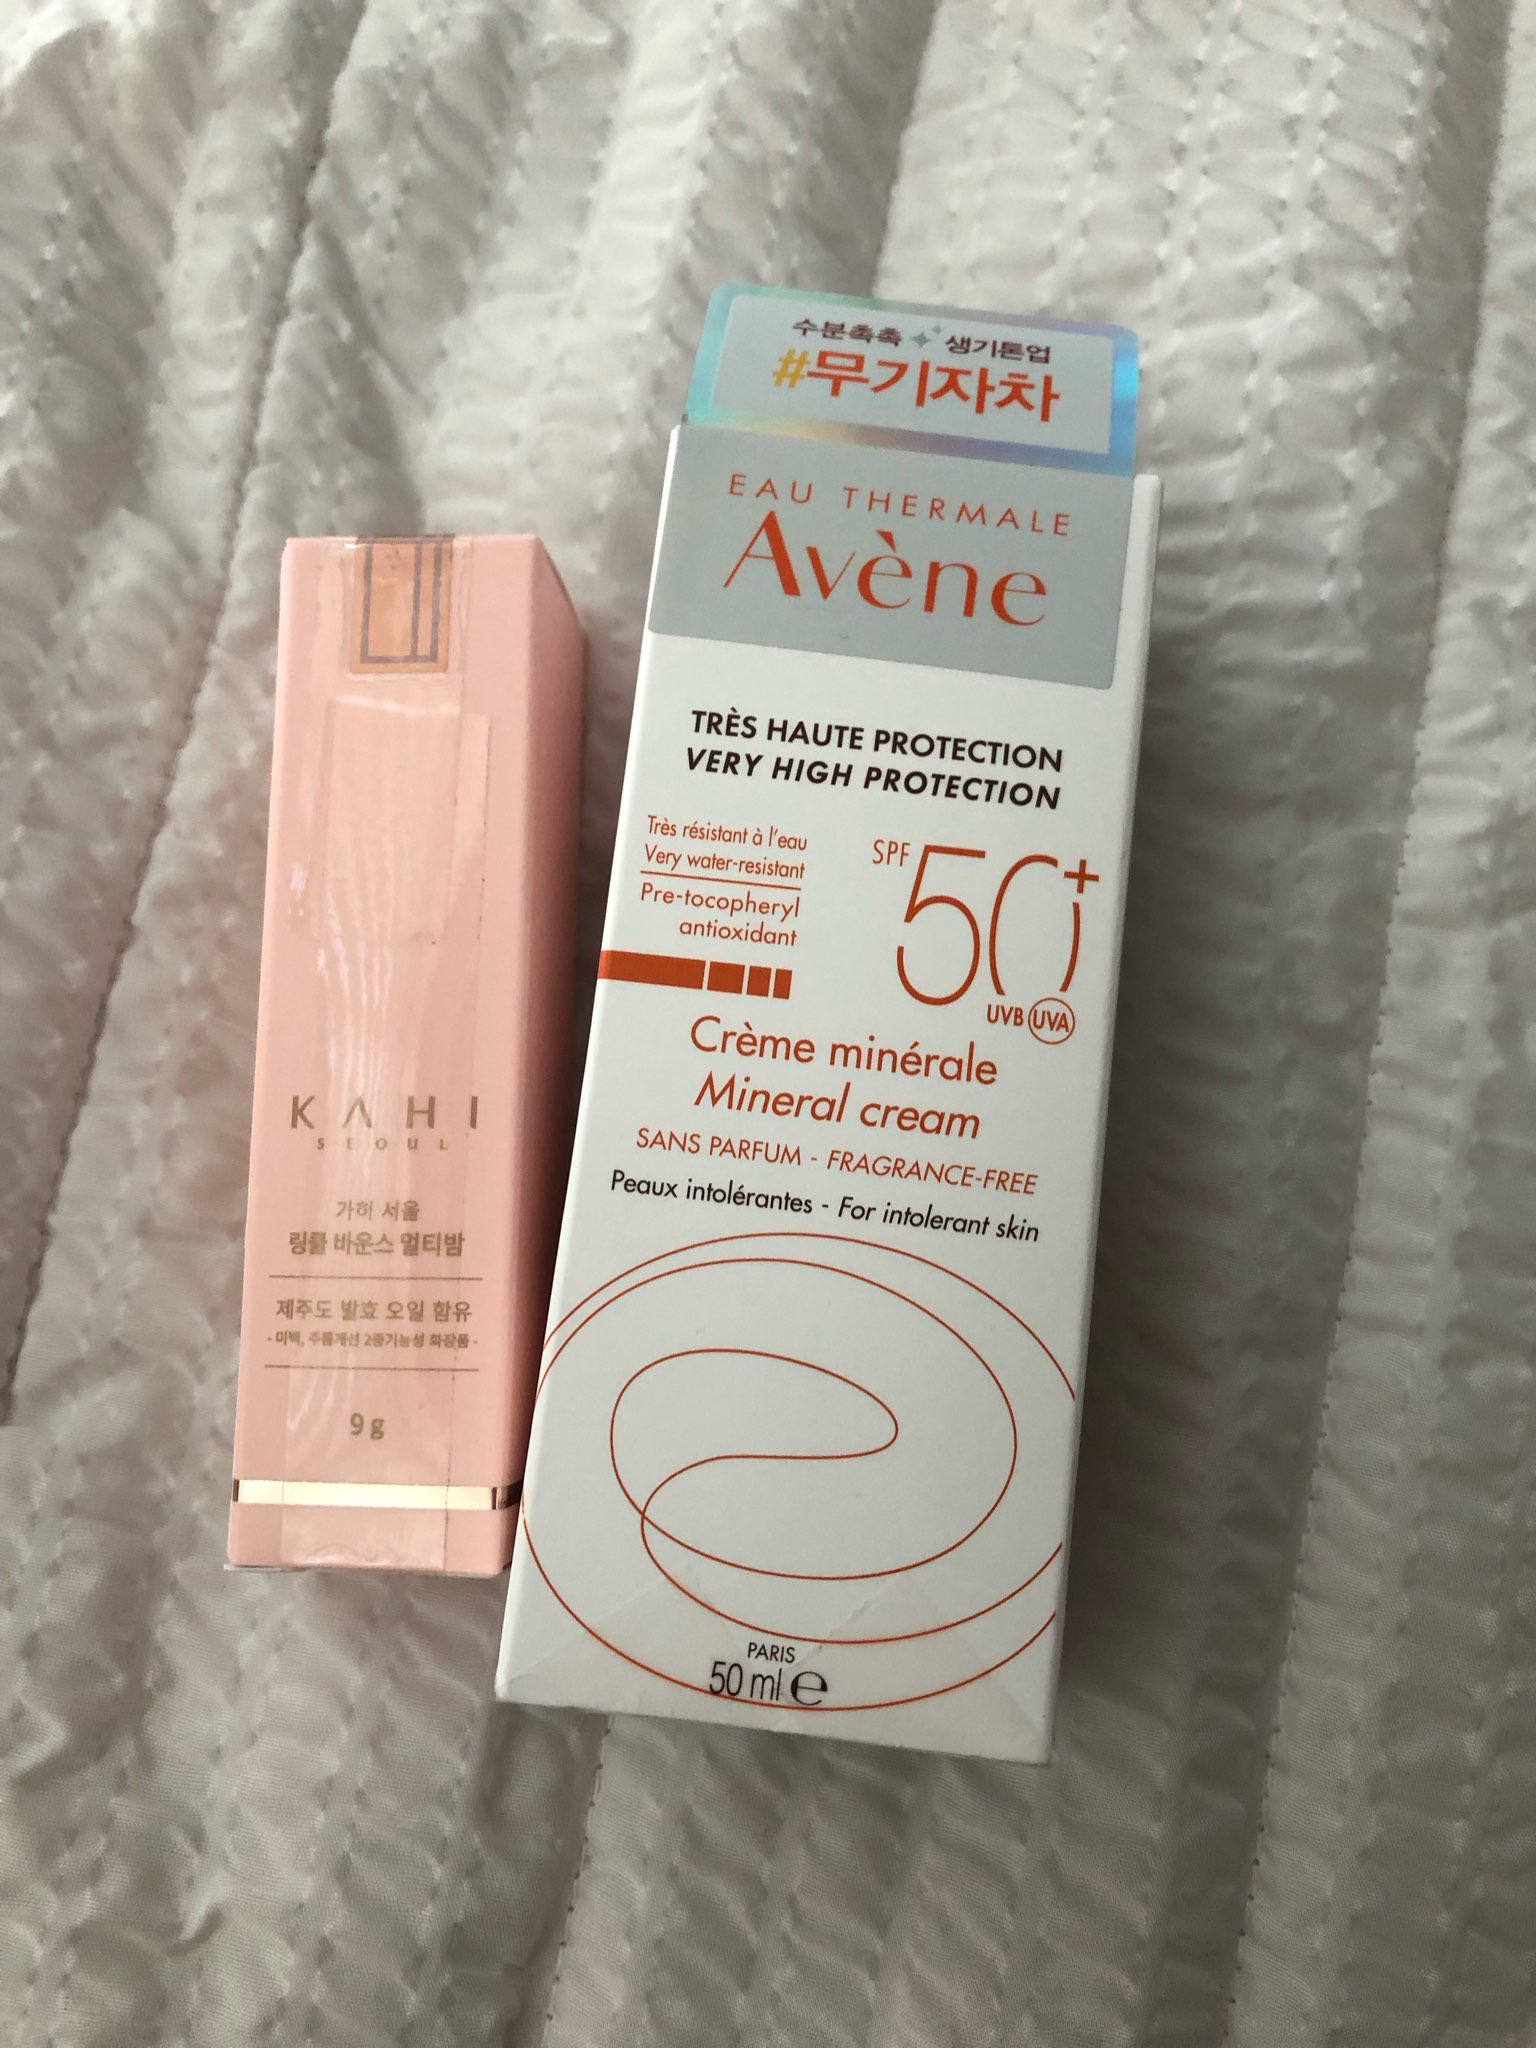 수분촉촉 생기톤업
#무기자차
EAU THERMALE
Avène
TRÈS HAUTE PROTECTION
VERY HIGH PROTECTION
Très résistant à l'eau
Very water-resistant
Pre-tocopheryl
antioxidant
SPF 50+
UVB UVA
Crème minérale
Mineral cream
SANS PARFUM - FRAGRANCE-FREE
Peaux intolérantes - For intolerant skin
PARIS
50 ml e
KAHI
SEOUL
가히 서울
링클 바운스 멀티밤
제주도 발효 오일 함유
- 미백, 주름개선 2중기능성 화장품 -
9 g